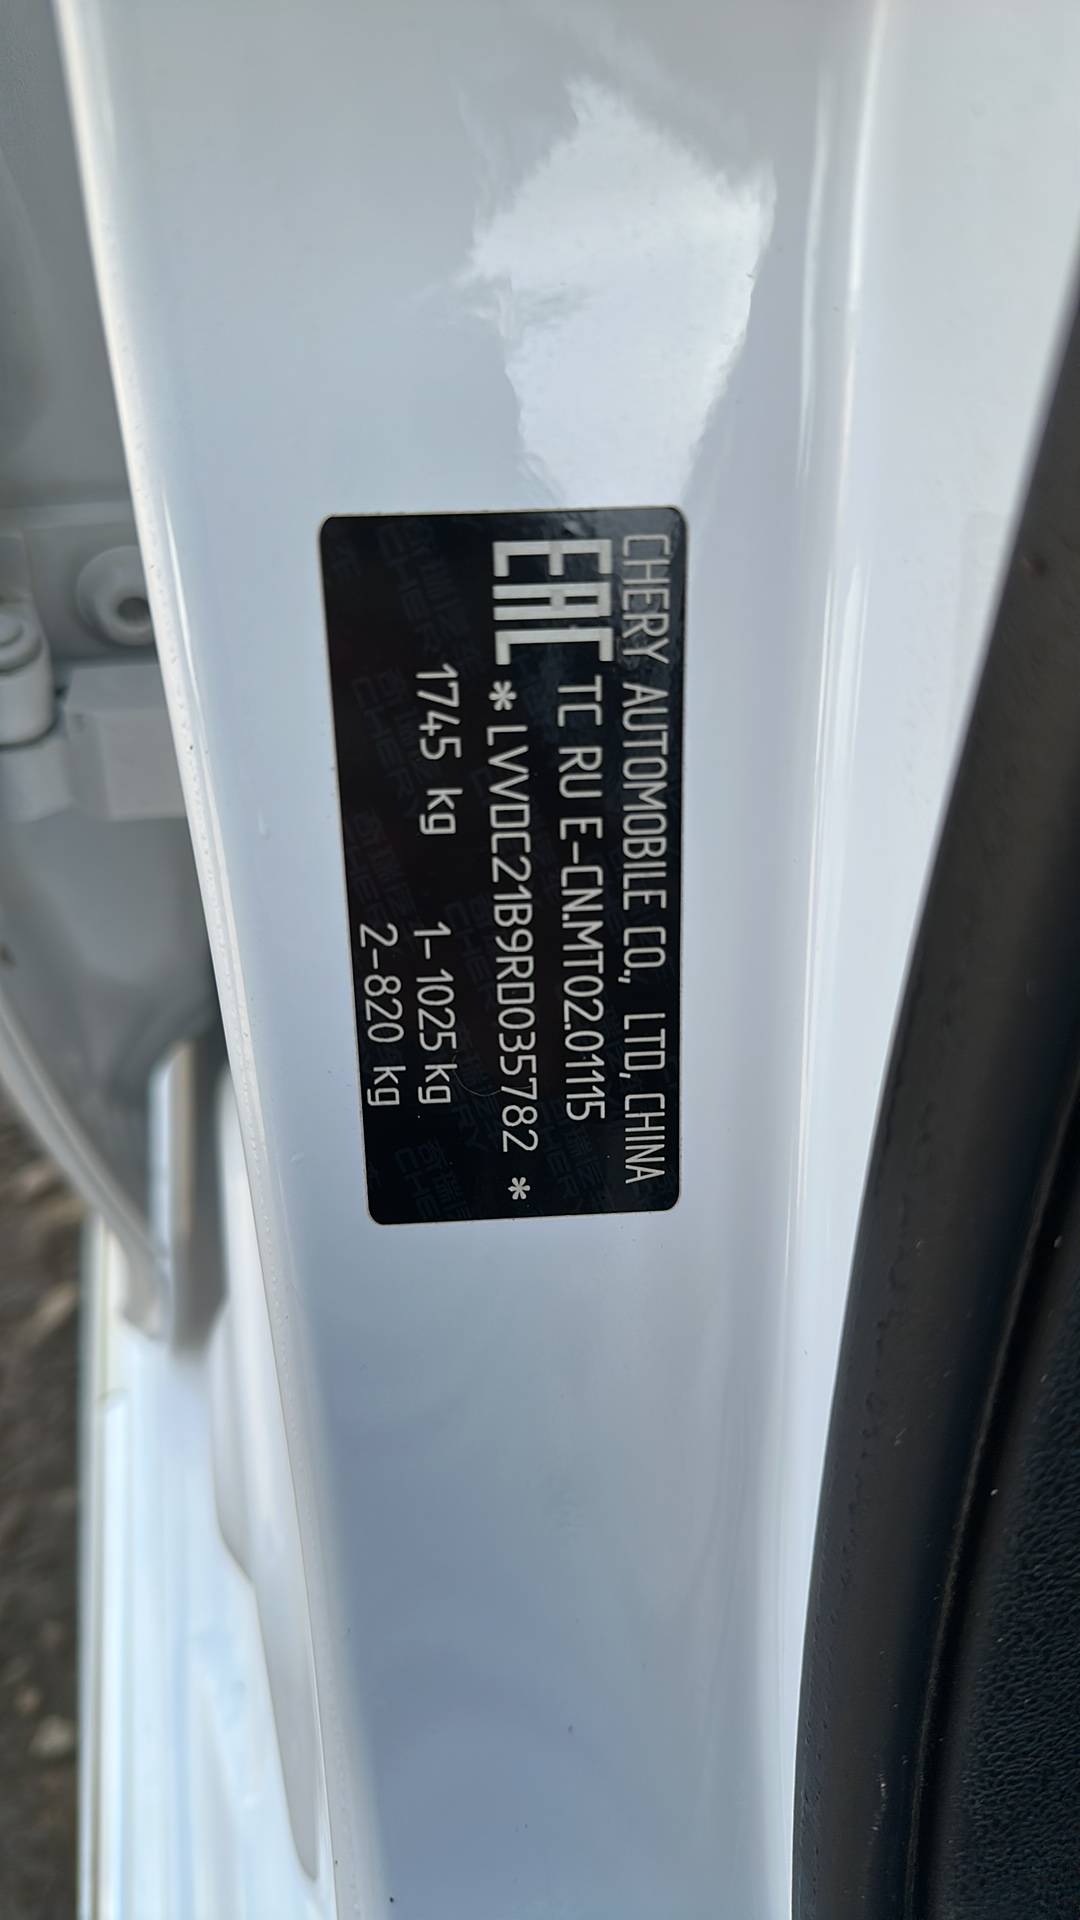 CHERY AUTOMOBILE CO., LTD, CHINA
EAC TC RU E-CN.MT02.01115
*LVVDC21B9RD035782 *
1745 kg 1-1025 kg
2-820 kg